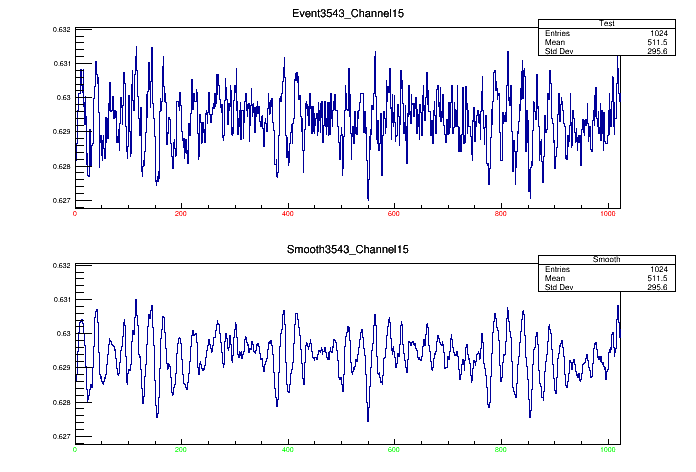 Event3543_Channel15
Test
Entries 1024
Mean 511.5
Std Dev 295.6
0.632
0.631
0.63
0.629
0.628
0.627
0 200 400 600 800 1000
Smooth3543_Channel15
Smooth
Entries 1024
Mean 511.5
Std Dev 295.6
0.632
0.631
0.63
0.629
0.628
0.627
0 200 400 600 800 1000